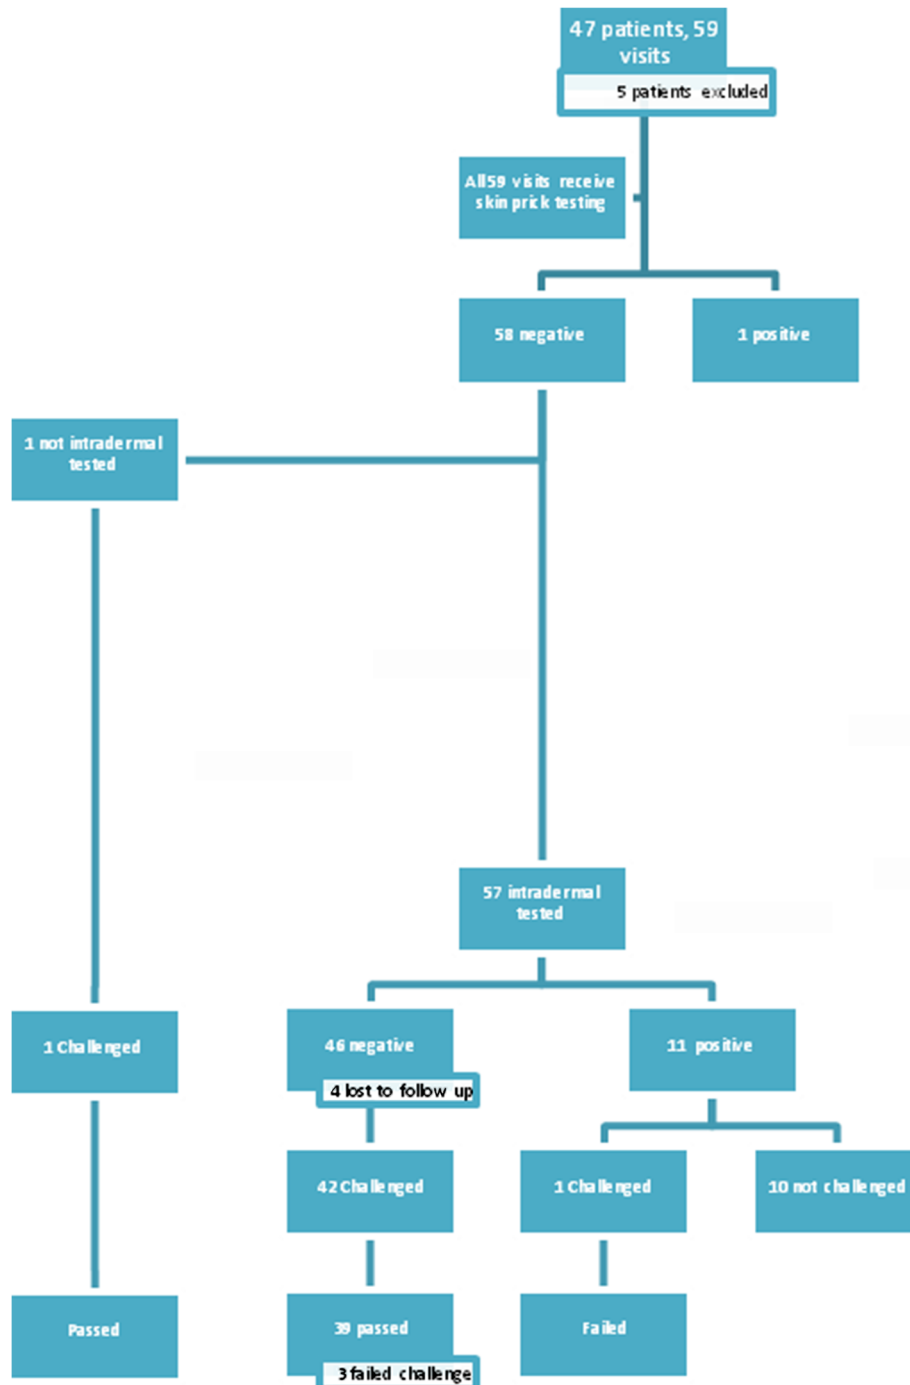 47 patients, 59
visits
5 patients excluded
All 59 visits receive
skin prick testing
58 negative
1 positive
1 not intradermal
tested
57 intradermal
tested
1 Challenged
46 negative
11 positive
4 lost to follow up
42 Challenged
1 Challenged
10 not challenged
Passed
39 passed
Failed
3 failed challenge